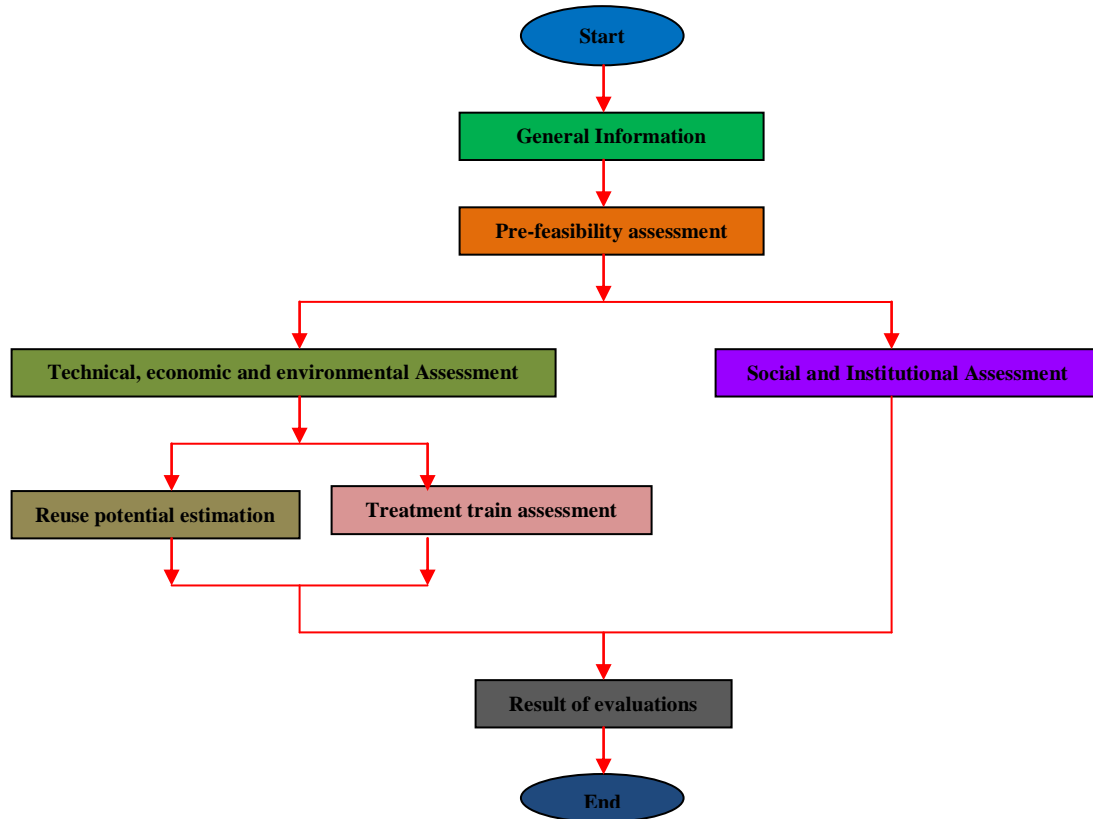 Start
General Information
Pre-feasibility assessment
Technical, economic and environmental Assessment
Social and Institutional Assessment
Reuse potential estimation
Treatment train assessment
Result of evaluations
End